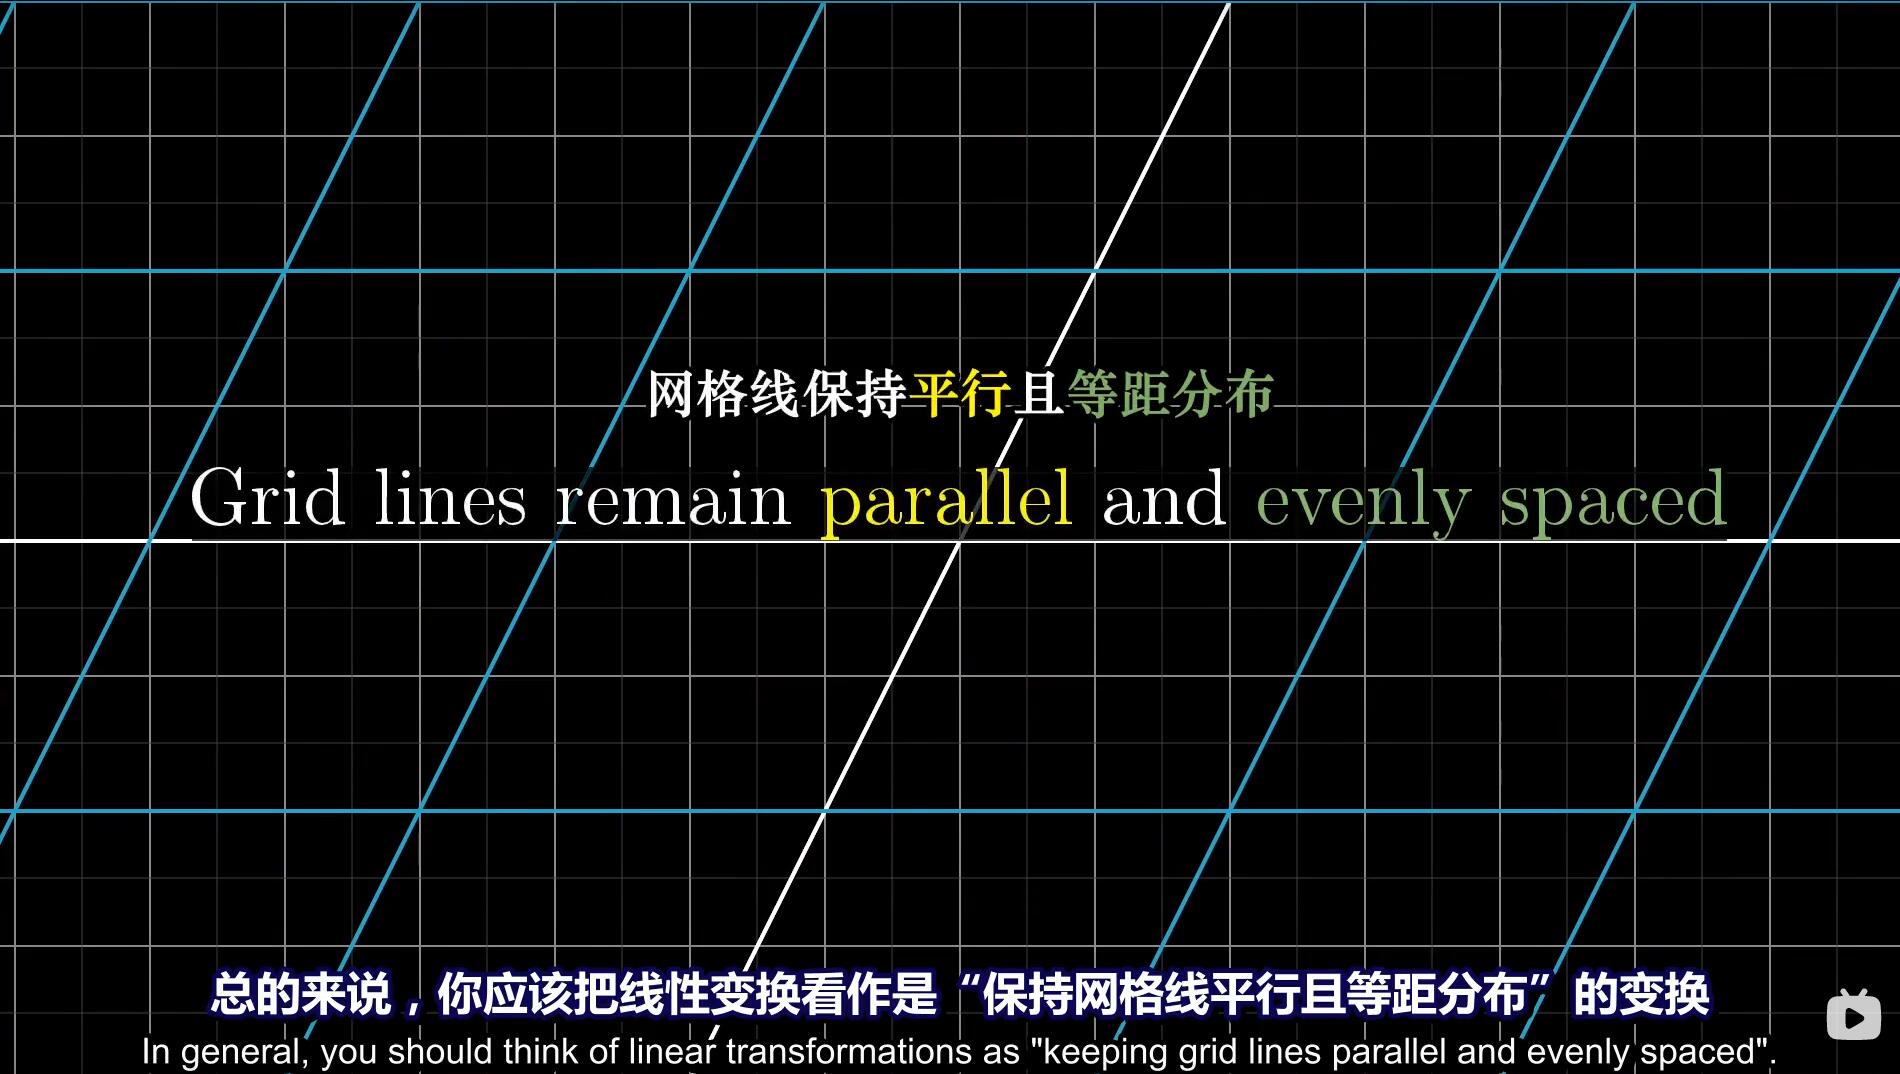 网格线保持平行且等距分布
Grid lines remain parallel and evenly spaced
总的来说，你应该把线性变换看作是“保持网格线平行且等距分布”的变换
In general, you should think of linear transformations as "keeping grid lines parallel and evenly spaced".